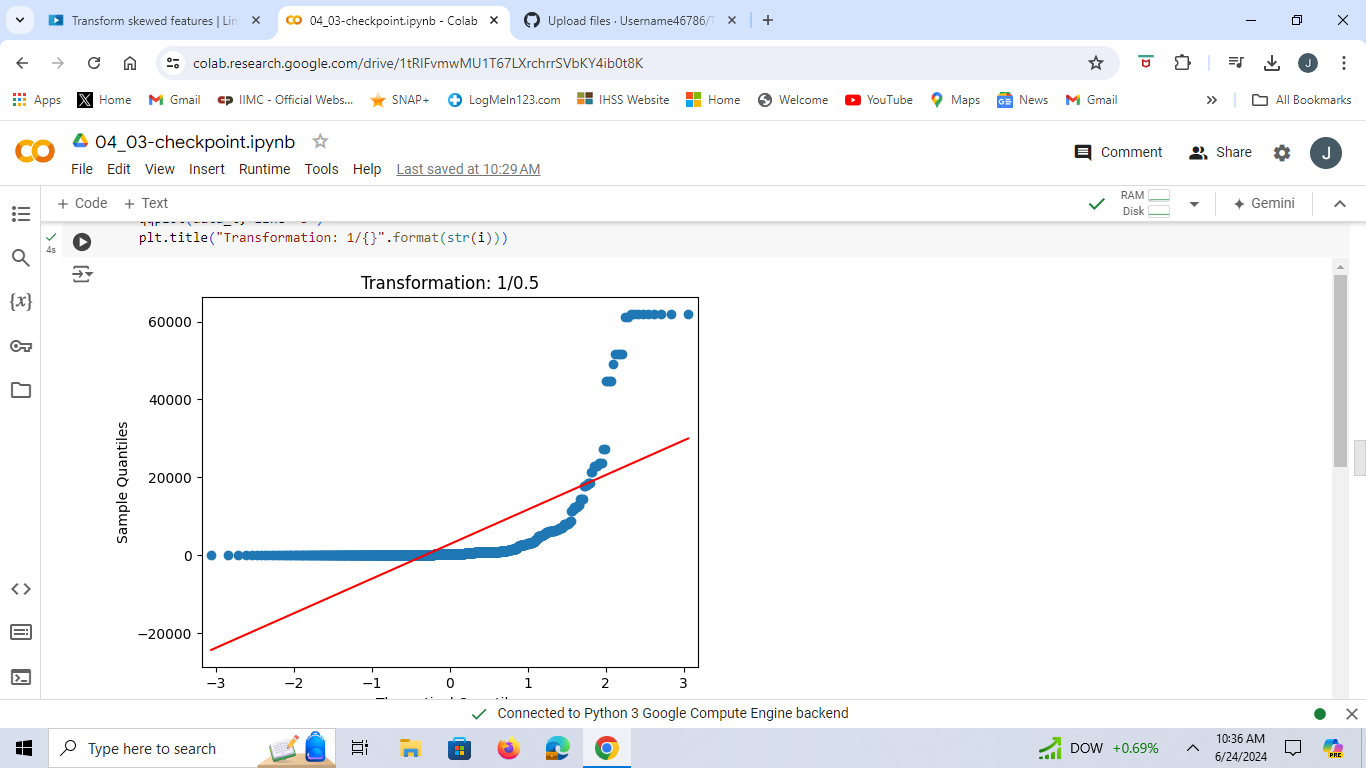 Transform skewed features | Lin
04_03-checkpoint.ipynb - Colab
Upload files · Username46786/T
colab.research.google.com/drive/1tRIFvmwMU1T67LXrchrrSVbKY4ib0t8K
J
Apps
Home
Gmail
IIMC - Official Webs...
SNAP+
LogMeIn123.com
IHSS Website
Home
Welcome
YouTube
Maps
News
Gmail
»
All Bookmarks
04_03-checkpoint.ipynb
File Edit View Insert Runtime Tools Help Last saved at 10:29 AM
Comment
Share
J
+ Code + Text
RAM
Disk
Gemini
4s
plt.title("Transformation: 1/{}".format(str(i)))
{x}
Transformation: 1/0.5
60000
40000
20000
0
−20000
Sample Quantiles
−3 −2 −1 0 1 2 3
Connected to Python 3 Google Compute Engine backend
Type here to search
DOW +0.69%
10:36 AM
6/24/2024
PRE